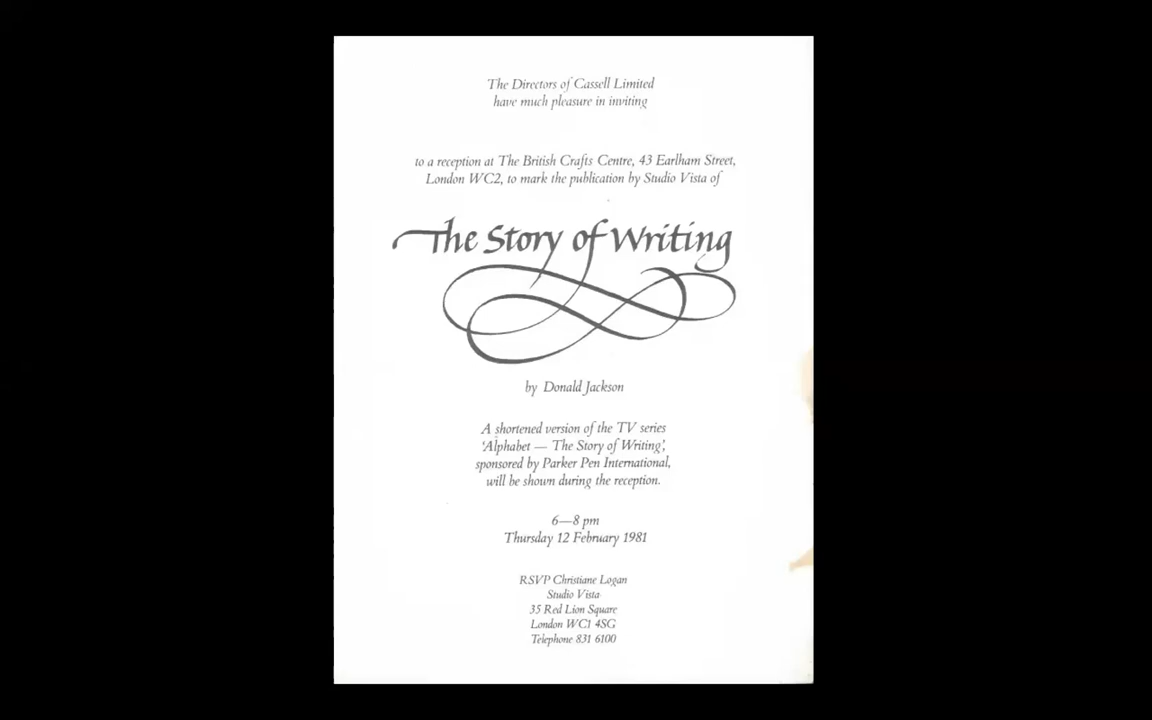 The Directors of Cassell Limited
have much pleasure in inviting
to a reception at The British Crafts Centre, 43 Earlham Street,
London WC2, to mark the publication by Studio Vista of
The Story of Writing
by Donald Jackson
A shortened version of the TV series
‘Alphabet — The Story of Writing’,
sponsored by Parker Pen International,
will be shown during the reception.
6—8 pm
Thursday 12 February 1981
RSVP Christiane Logan
Studio Vista
35 Red Lion Square
London WC1 4SG
Telephone 831 6100